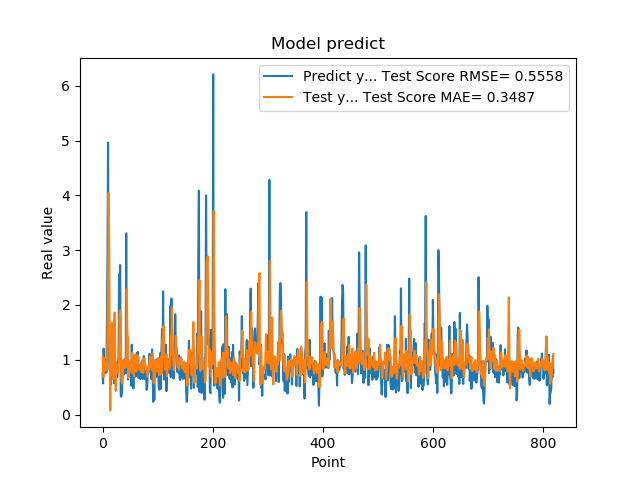 Model predict
Predict y... Test Score RMSE= 0.5558
Test y... Test Score MAE= 0.3487
Real value
6
5
4
3
2
1
0
0 200 400 600 800
Point